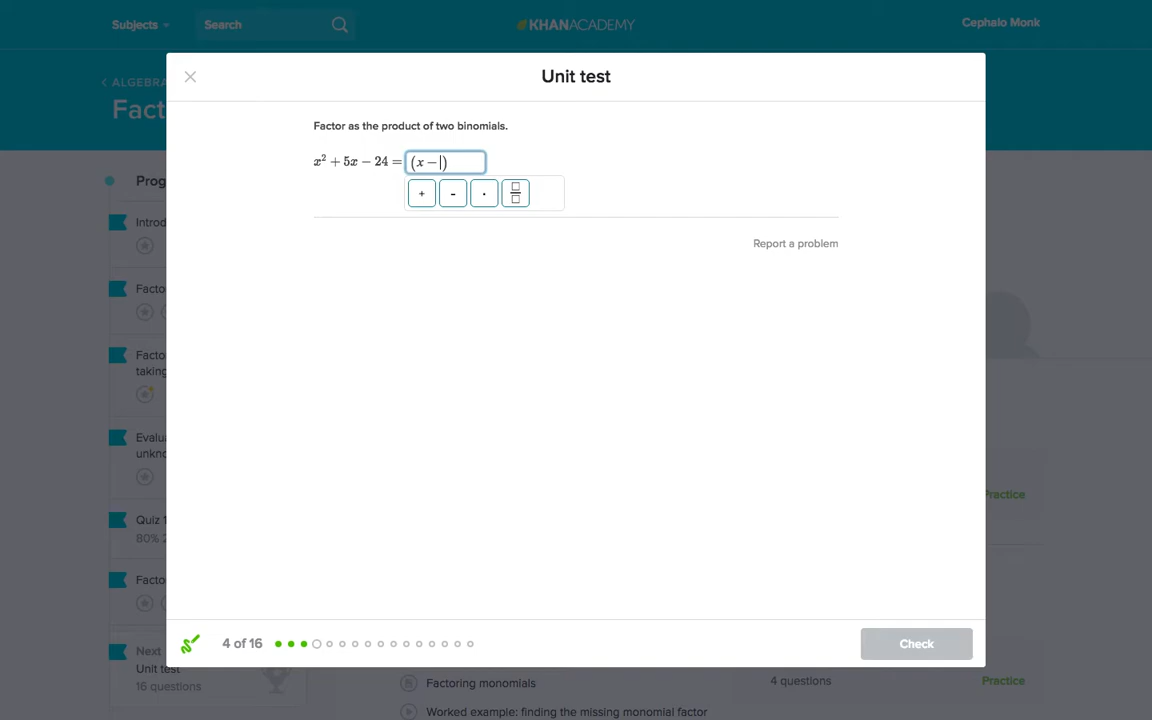 Subjects
Search
KHANACADEMY
Cephalo Monk
ALGEBRA
Fact
Unit test
Factor as the product of two binomials.
x² + 5x − 24 = (x − )
+ - ·
Report a problem
Prog
Introd
Facto
Facto
taking
Evalua
unkno
Quiz 1
80%
Facto
Next
Unit test
16 questions
Practice
4 of 16
Check
Factoring monomials
4 questions
Practice
Worked example: finding the missing monomial factor